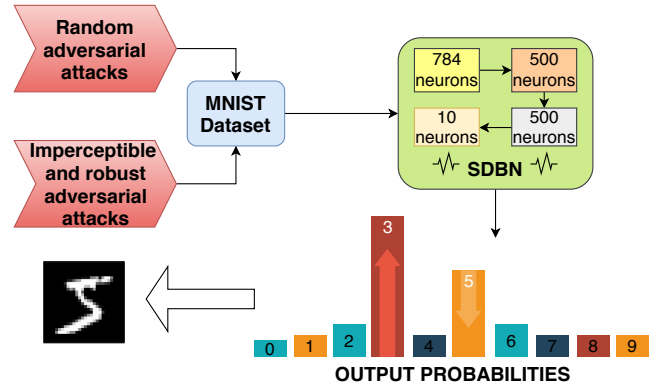 Random
adversarial
attacks
Imperceptible
and robust
adversarial
attacks
MNIST
Dataset
784
neurons
500
neurons
10
neurons
500
neurons
SDBN
0
1
2
3
4
5
6
7
8
9
OUTPUT PROBABILITIES